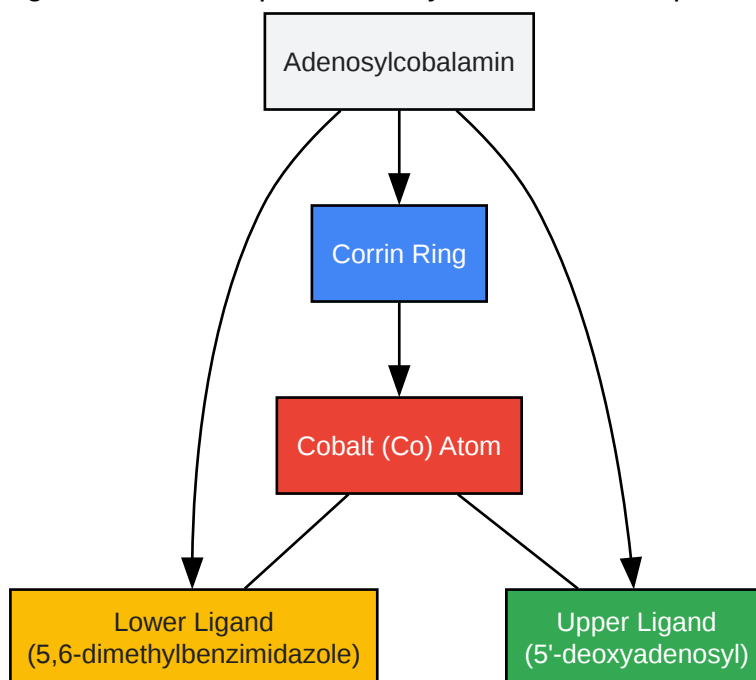 Adenosylcobalamin
Corrin Ring
Cobalt (Co) Atom
Lower Ligand
(5,6-dimethylbenzimidazole)
Upper Ligand
(5'-deoxyadenosyl)